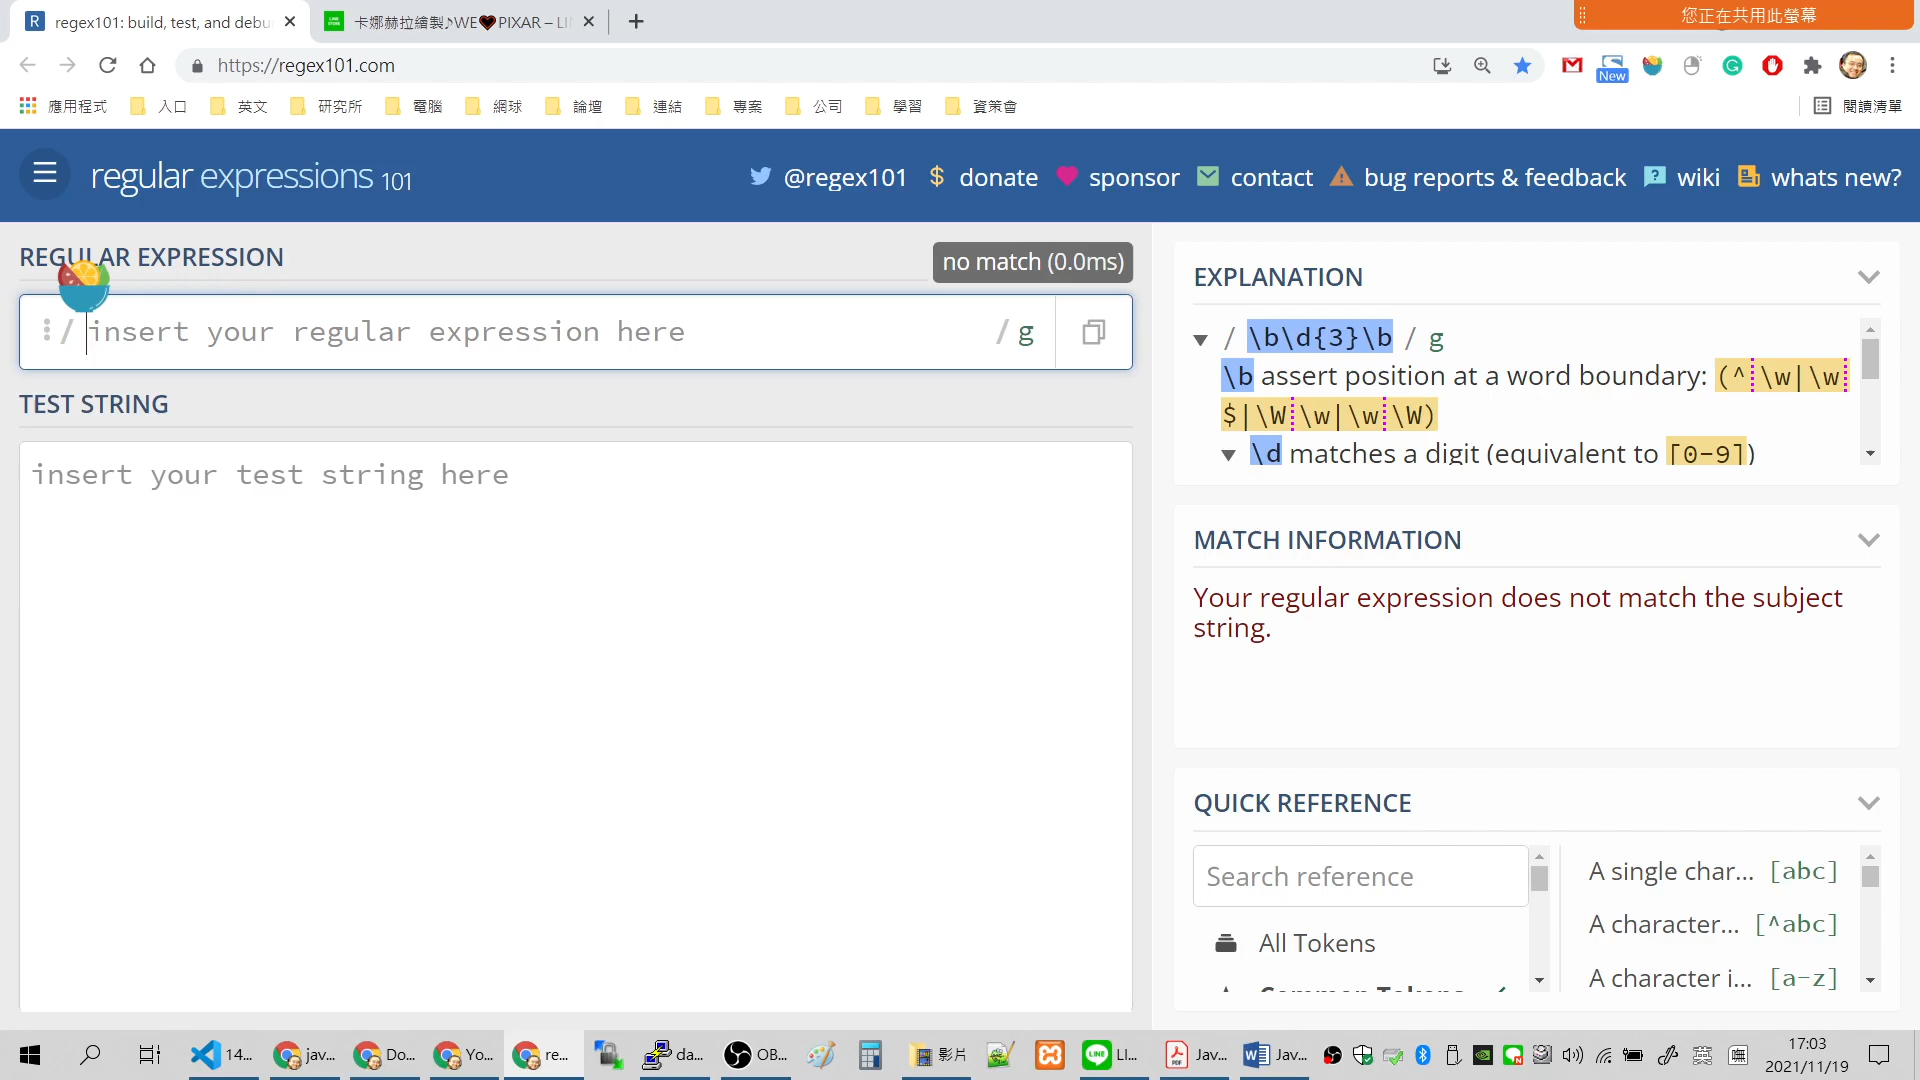 regex101: build, test, and debu
卡娜赫拉繪製♪WE🖤PIXAR – LI
您正在共用此螢幕
https://regex101.com
New
應用程式
入口
英文
研究所
電腦
網球
論壇
連結
專案
公司
學習
資策會
閱讀清單
regular expressions 101
@regex101
$ donate
sponsor
contact
bug reports & feedback
wiki
whats new?
REGULAR EXPRESSION
no match (0.0ms)
/ insert your regular expression here / g
TEST STRING
insert your test string here
EXPLANATION
/ \b\d{3}\b / g
\b assert position at a word boundary: (^\w|\w
$|\W\w|\w\W)
\d matches a digit (equivalent to [0-9])
MATCH INFORMATION
Your regular expression does not match the subject
string.
QUICK REFERENCE
Search reference
All Tokens
Common Tokens
A single char... [abc]
A character... [^abc]
A character i... [a-z]
14...
jav...
Do...
Yo...
re...
da...
OB...
影片
LINE
LI...
Jav...
Jav...
英
17:03
2021/11/19